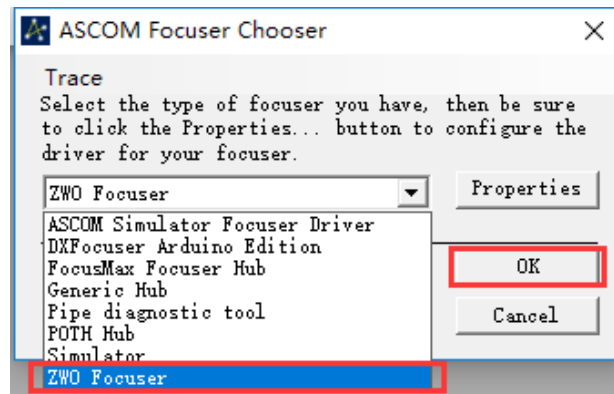 ASCOM Focuser Chooser
Trace
Select the type of focuser you have, then be sure
to click the Properties... button to configure the
driver for your focuser.
ZWO Focuser
Properties
ASCOM Simulator Focuser Driver
DXFocuser Arduino Edition
FocusMax Focuser Hub
Generic Hub
Pipe diagnostic tool
POTH Hub
Simulator
ZWO Focuser
OK
Cancel